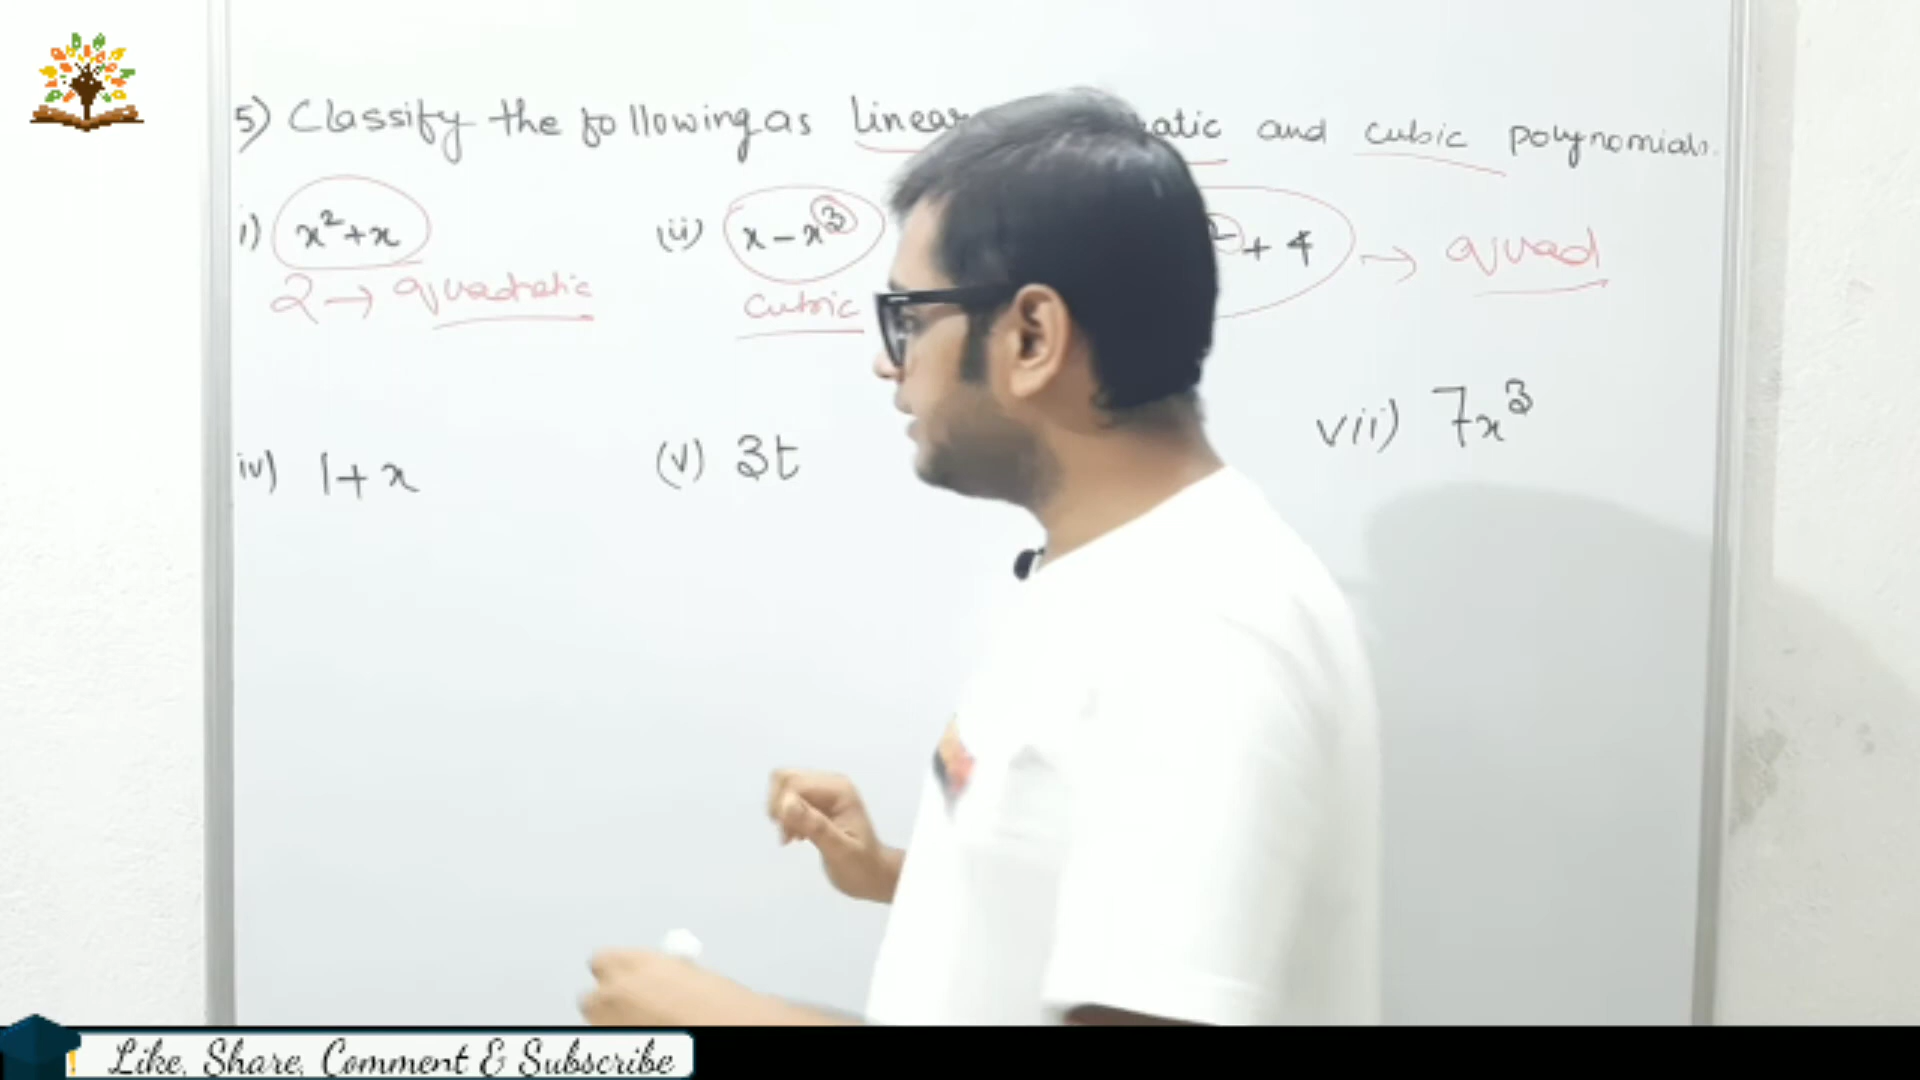 5) Classify the following as linear atic and cubic polynomials.
i) x²+x (ii) x-x³ + 4 → quad
2 → quadratic cubic
iv) 1+x (v) 3t vii) 7x³
Like, Share, Comment & Subscribe